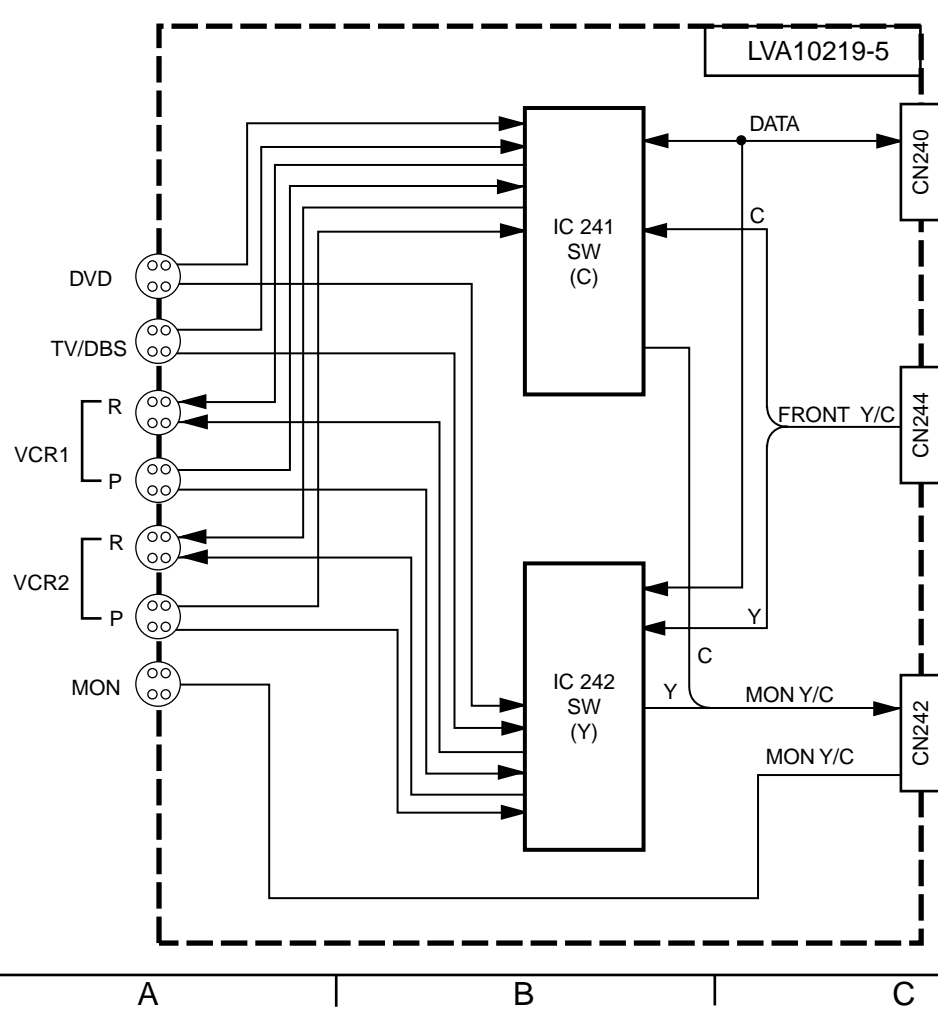 LVA10219-5
DATA
CN240
C
IC 241
SW
(C)
DVD
TV/DBS
R
VCR1
P
FRONT Y/C
CN244
R
VCR2
P
Y
C
MON
IC 242
SW
(Y)
Y
MON Y/C
CN242
MON Y/C
A
B
C